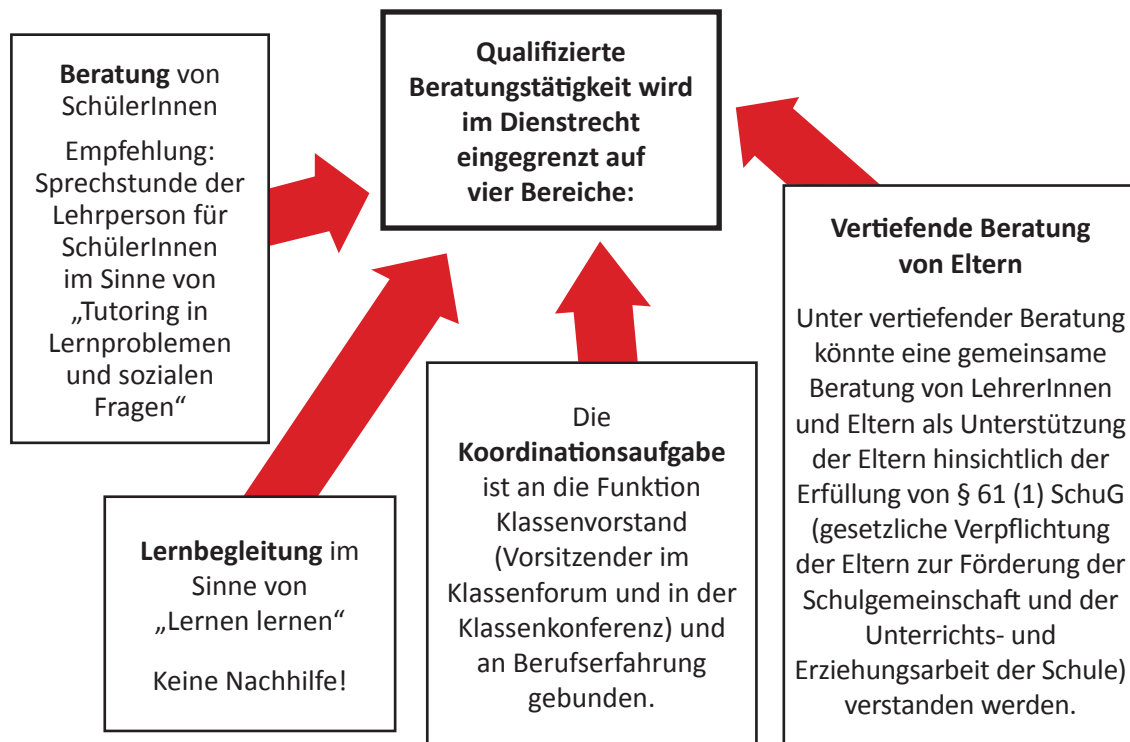 Qualifizierte
Beratungstätigkeit wird
im Dienstrecht
eingegrenzt auf
vier Bereiche:
Beratung von
SchülerInnen
Empfehlung:
Sprechstunde der
Lehrperson für
SchülerInnen
im Sinne von
„Tutoring in
Lernproblemen
und sozialen
Fragen“
Lernbegleitung im
Sinne von
„Lernen lernen“
Keine Nachhilfe!
Die
Koordinationsaufgabe
ist an die Funktion
Klassenvorstand
(Vorsitzender im
Klassenforum und in der
Klassenkonferenz) und
an Berufserfahrung
gebunden.
Vertiefende Beratung
von Eltern
Unter vertiefender Beratung
könnte eine gemeinsame
Beratung von LehrerInnen
und Eltern als Unterstützung
der Eltern hinsichtlich der
Erfüllung von § 61 (1) SchuG
(gesetzliche Verpflichtung
der Eltern zur Förderung der
Schulgemeinschaft und der
Unterrichts- und
Erziehungsarbeit der Schule)
verstanden werden.